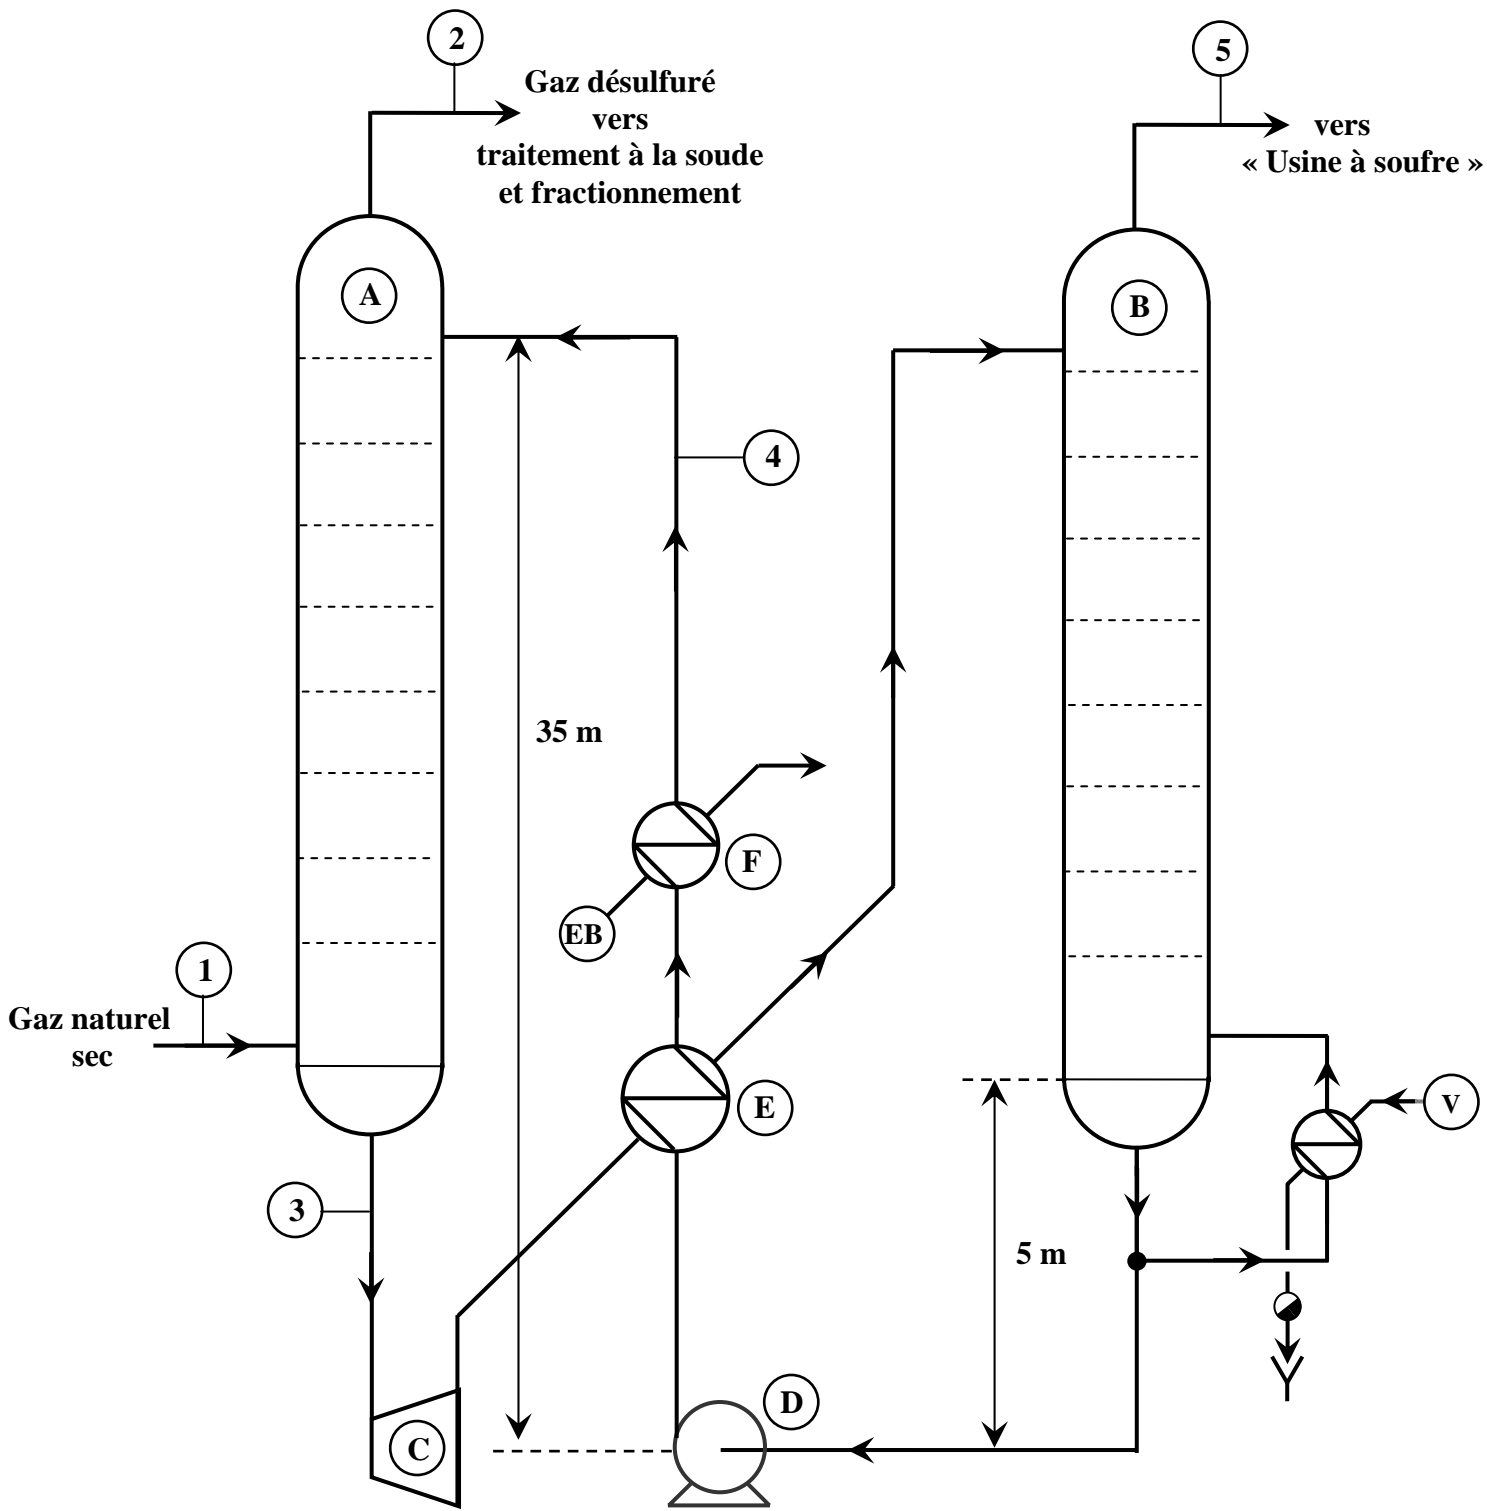 2
Gaz désulfuré
vers
traitement à la soude
et fractionnement
5
vers
« Usine à soufre »
A
B
4
35 m
F
EB
1
Gaz naturel
sec
E
V
3
5 m
D
C